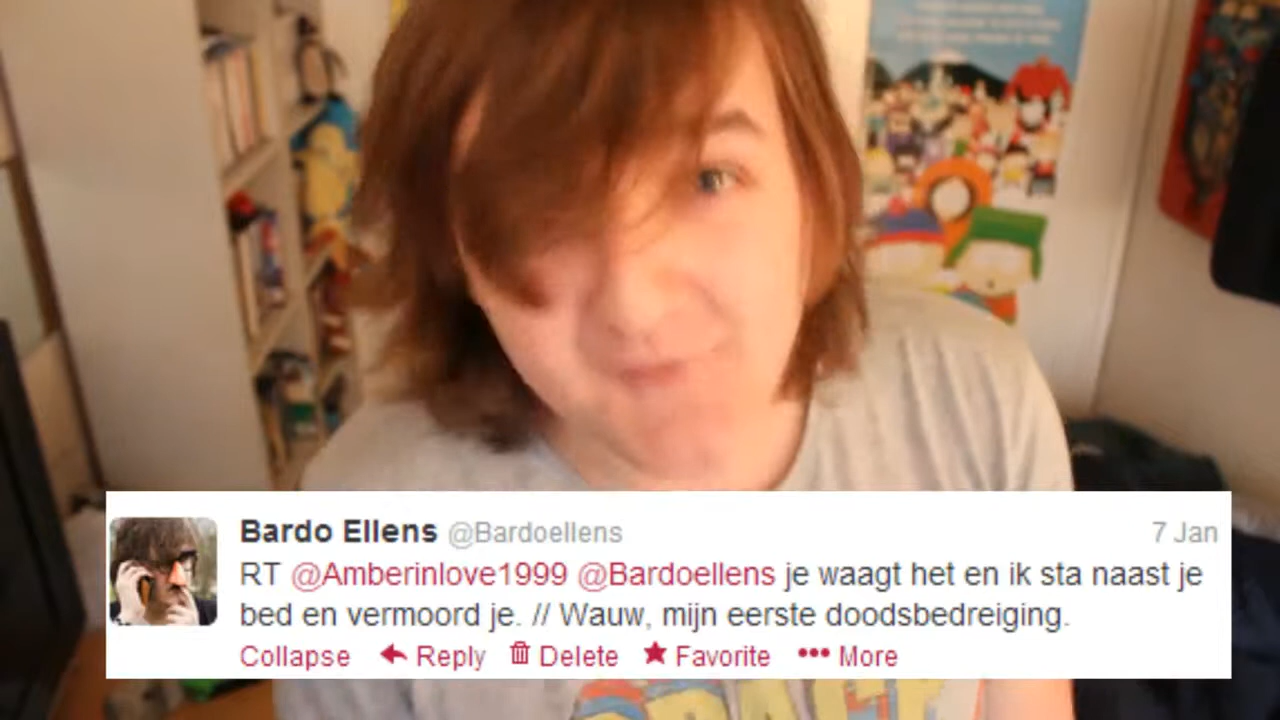 Bardo Ellens @Bardoellens 7 Jan
RT @Amberinlove1999 @Bardoellens je waagt het en ik sta naast je
bed en vermoord je. // Wauw, mijn eerste doodsbedreiging.
Collapse Reply Delete Favorite More